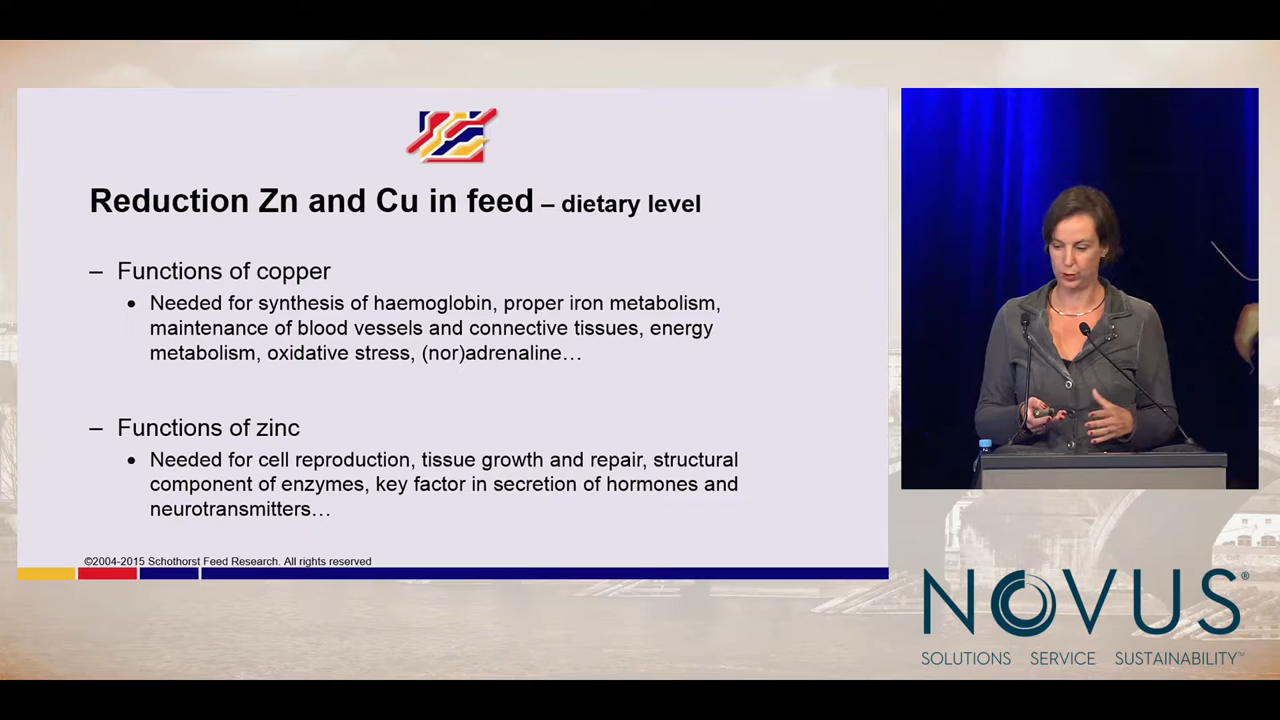 Reduction Zn and Cu in feed – dietary level
– Functions of copper
• Needed for synthesis of haemoglobin, proper iron metabolism,
maintenance of blood vessels and connective tissues, energy
metabolism, oxidative stress, (nor)adrenaline…
– Functions of zinc
• Needed for cell reproduction, tissue growth and repair, structural
component of enzymes, key factor in secretion of hormones and
neurotransmitters…
©2004-2015 Schothorst Feed Research. All rights reserved
NOVUS®
SOLUTIONS SERVICE SUSTAINABILITY™